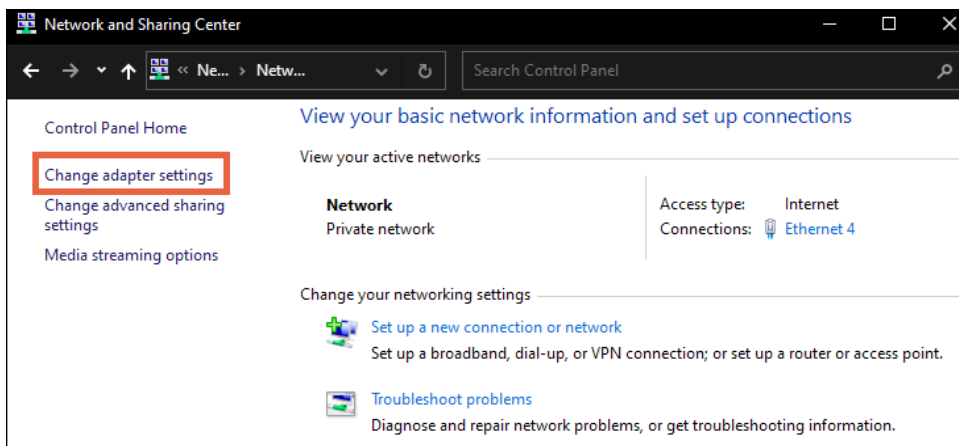 Network and Sharing Center
« Ne... › Netw...
Search Control Panel
Control Panel Home
Change adapter settings
Change advanced sharing
settings
Media streaming options
View your basic network information and set up connections
View your active networks
Network
Private network
Access type: Internet
Connections: Ethernet 4
Change your networking settings
Set up a new connection or network
Set up a broadband, dial-up, or VPN connection; or set up a router or access point.
Troubleshoot problems
Diagnose and repair network problems, or get troubleshooting information.